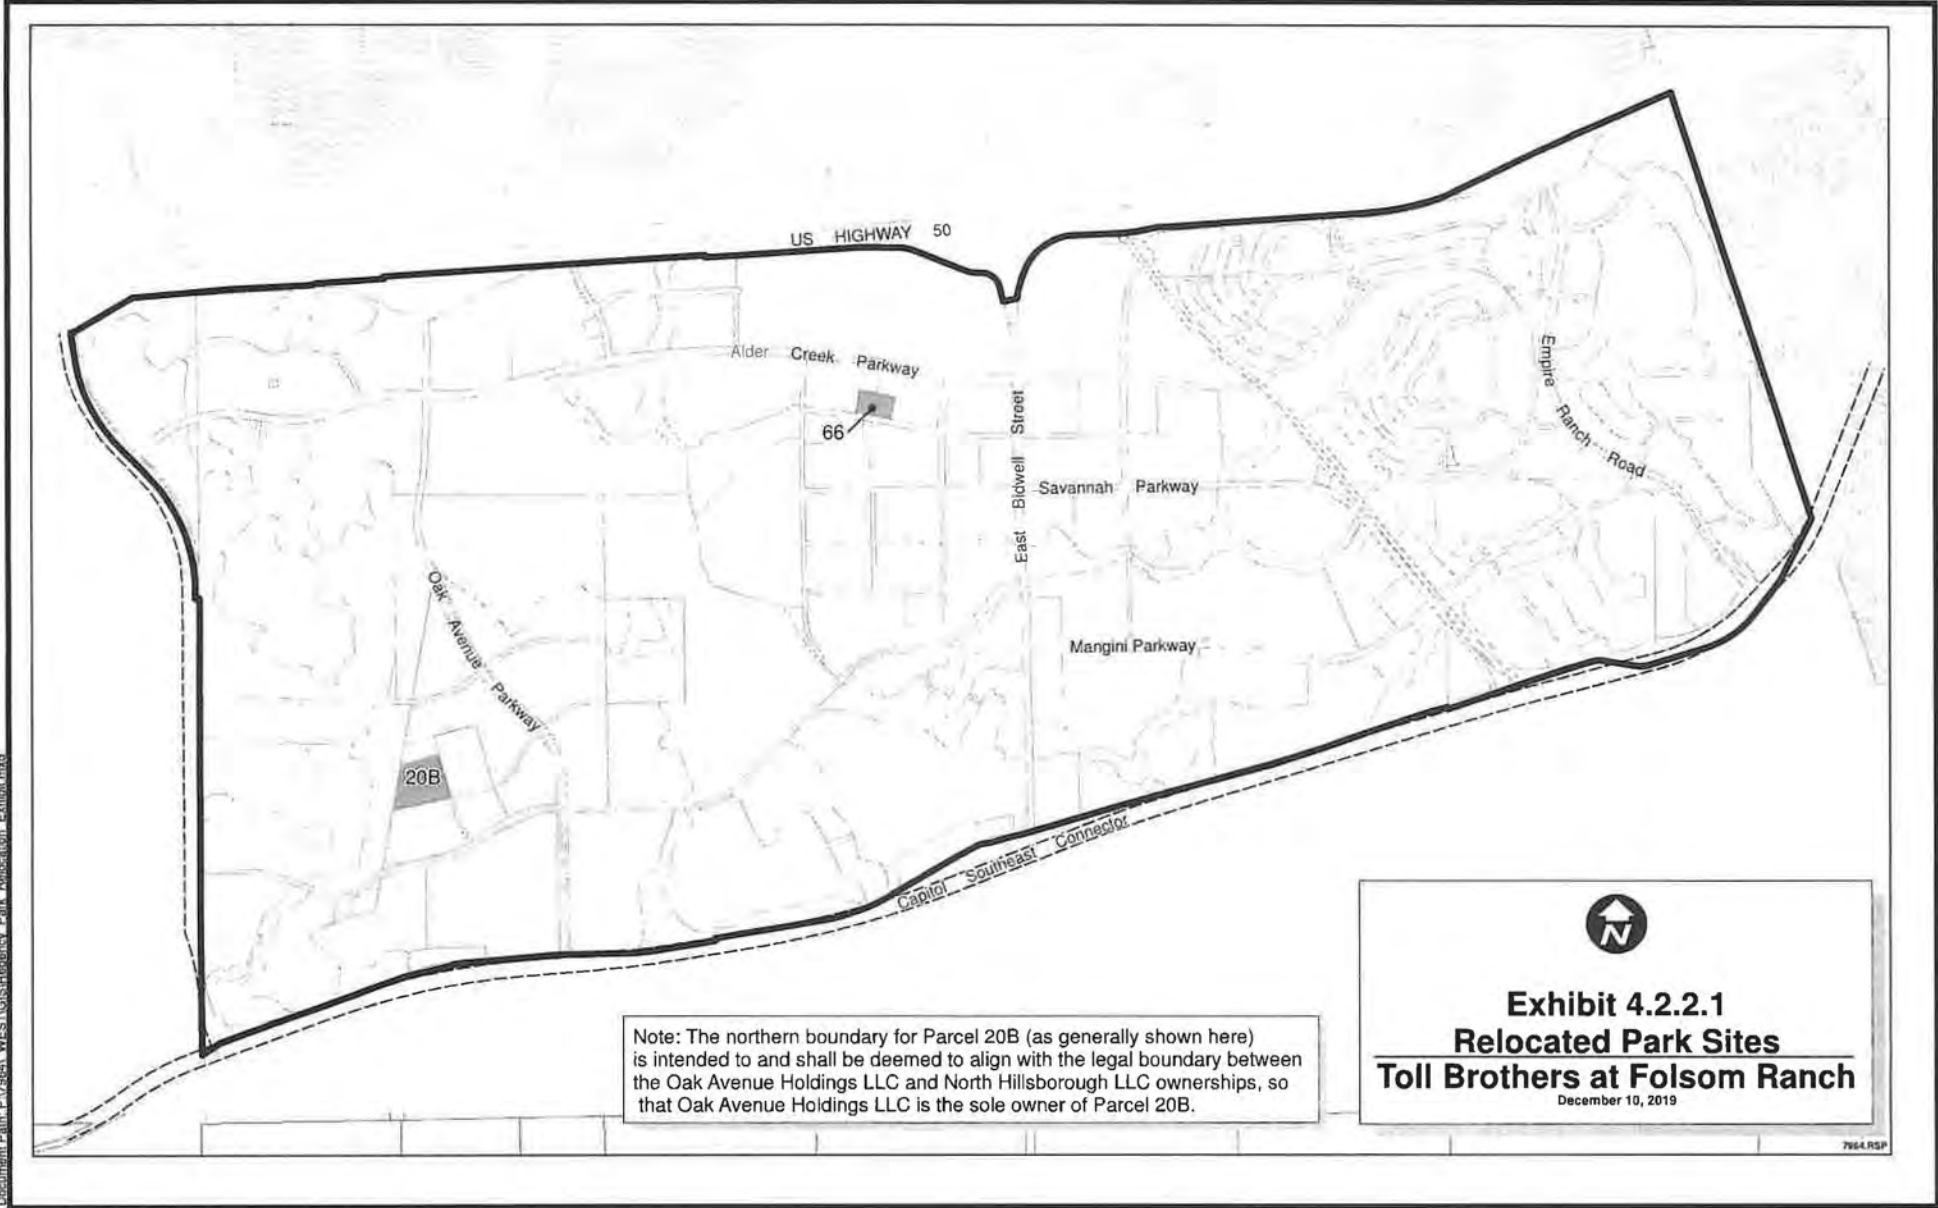 US HIGHWAY 50
Alder Creek Parkway
66
East Bidwell Street
Savannah Parkway
Empire Ranch Road
Oak Avenue Parkway
Mangini Parkway
20B
Capitol Southeast Connector
N
Exhibit 4.2.2.1
Relocated Park Sites
Toll Brothers at Folsom Ranch
December 10, 2019
Note: The northern boundary for Parcel 20B (as generally shown here)
is intended to and shall be deemed to align with the legal boundary between
the Oak Avenue Holdings LLC and North Hillsborough LLC ownerships, so
that Oak Avenue Holdings LLC is the sole owner of Parcel 20B.
7964.RSP